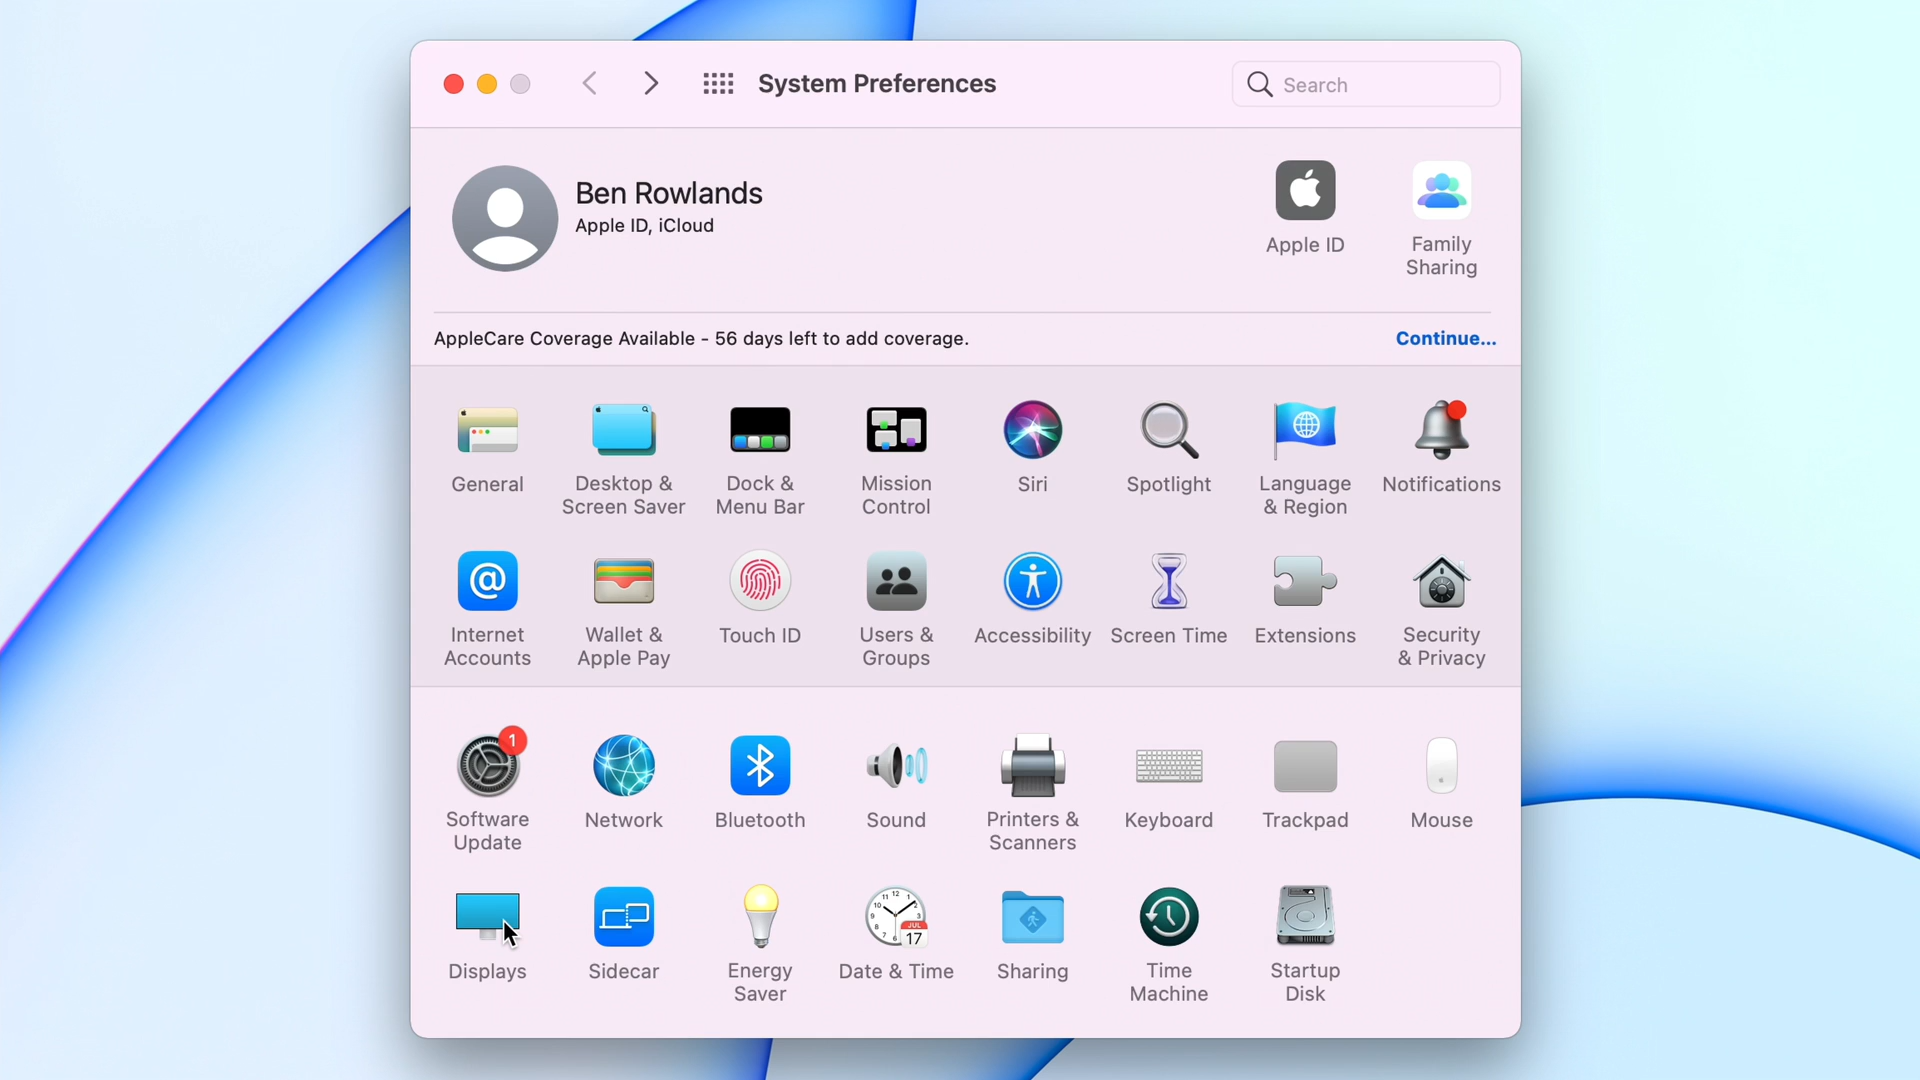 System Preferences
Search
Ben Rowlands
Apple ID, iCloud
Apple ID
Family
Sharing
AppleCare Coverage Available - 56 days left to add coverage.
Continue...
General
Desktop &
Screen Saver
Dock &
Menu Bar
Mission
Control
Siri
Spotlight
Language
& Region
Notifications
Internet
Accounts
Wallet &
Apple Pay
Touch ID
Users &
Groups
Accessibility
Screen Time
Extensions
Security
& Privacy
1
Software
Update
Network
Bluetooth
Sound
Printers &
Scanners
Keyboard
Trackpad
Mouse
Displays
Sidecar
Energy
Saver
JUL
17
Date & Time
Sharing
Time
Machine
Startup
Disk